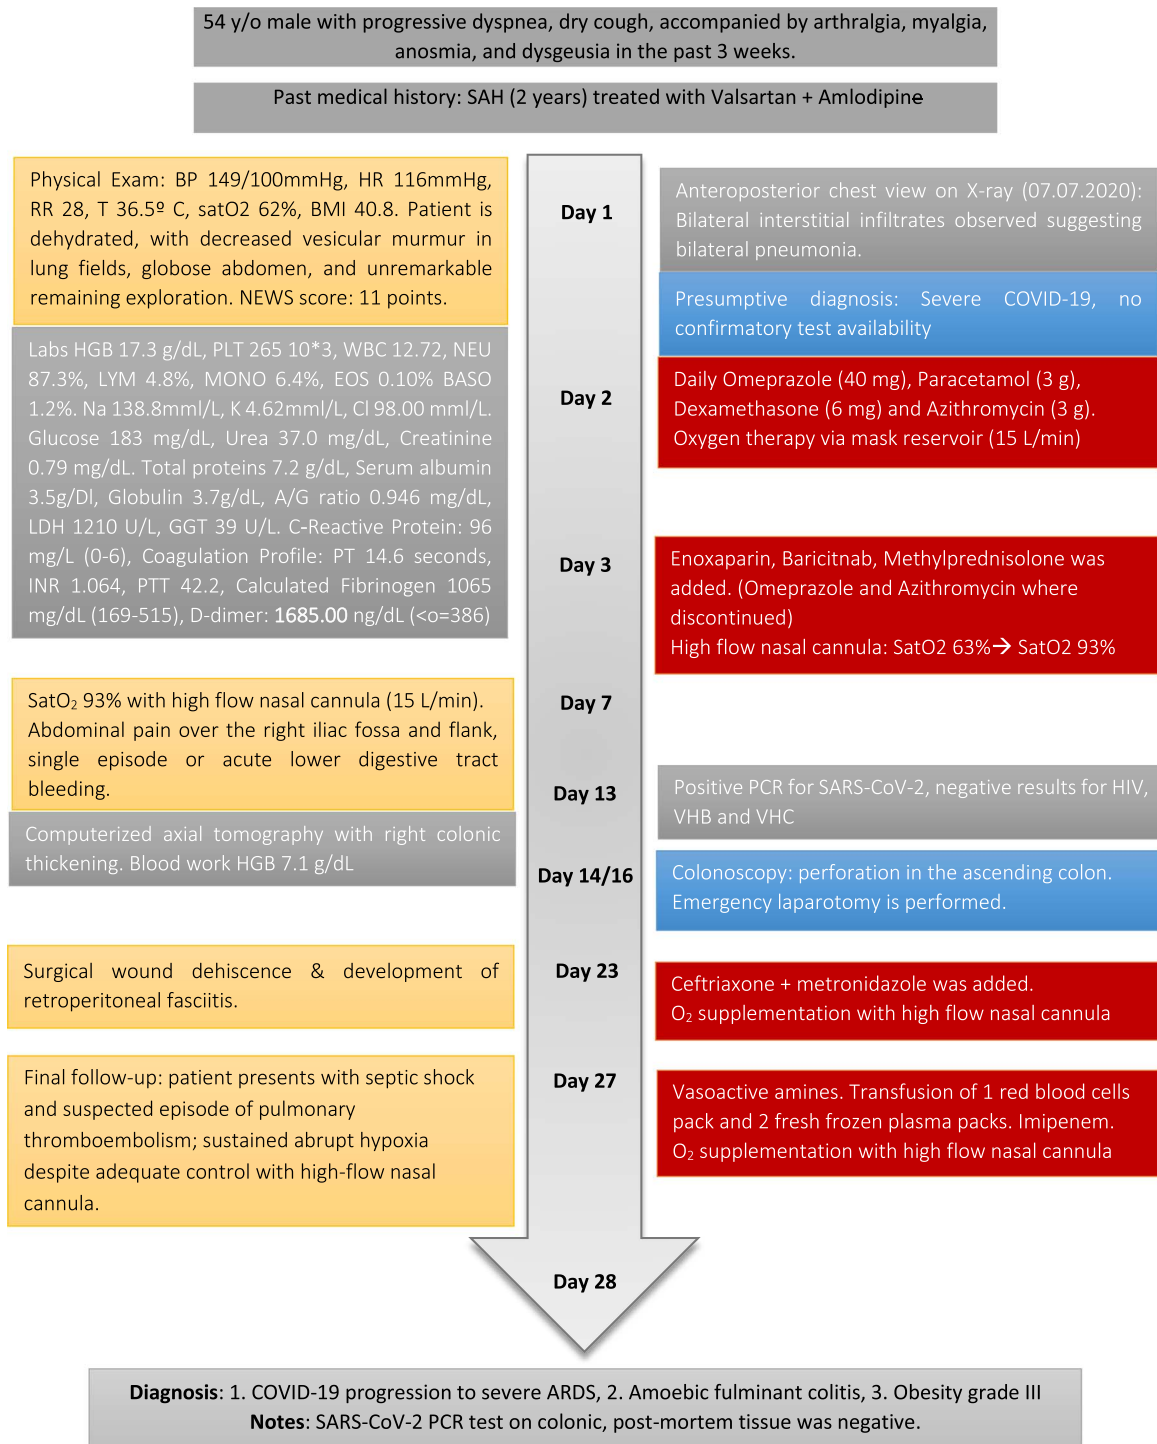 54 y/o male with progressive dyspnea, dry cough, accompanied by arthralgia, myalgia,
anosmia, and dysgeusia in the past 3 weeks.
Past medical history: SAH (2 years) treated with Valsartan + Amlodipine
Physical Exam: BP 149/100mmHg, HR 116mmHg,
RR 28, T 36.5º C, satO2 62%, BMI 40.8. Patient is
dehydrated, with decreased vesicular murmur in
lung fields, globose abdomen, and unremarkable
remaining exploration. NEWS score: 11 points.
Day 1
Anteroposterior chest view on X-ray (07.07.2020):
Bilateral interstitial infiltrates observed suggesting
bilateral pneumonia.
Presumptive diagnosis: Severe COVID-19, no
confirmatory test availability
Labs HGB 17.3 g/dL, PLT 265 10*3, WBC 12.72, NEU
87.3%, LYM 4.8%, MONO 6.4%, EOS 0.10% BASO
1.2%. Na 138.8mml/L, K 4.62mml/L, Cl 98.00 mml/L.
Glucose 183 mg/dL, Urea 37.0 mg/dL, Creatinine
0.79 mg/dL. Total proteins 7.2 g/dL, Serum albumin
3.5g/Dl, Globulin 3.7g/dL, A/G ratio 0.946 mg/dL,
LDH 1210 U/L, GGT 39 U/L. C-Reactive Protein: 96
mg/L (0-6), Coagulation Profile: PT 14.6 seconds,
INR 1.064, PTT 42.2, Calculated Fibrinogen 1065
mg/dL (169-515), D-dimer: 1685.00 ng/dL (<o=386)
Day 2
Daily Omeprazole (40 mg), Paracetamol (3 g),
Dexamethasone (6 mg) and Azithromycin (3 g).
Oxygen therapy via mask reservoir (15 L/min)
Day 3
Enoxaparin, Baricitnab, Methylprednisolone was
added. (Omeprazole and Azithromycin where
discontinued)
High flow nasal cannula: SatO2 63%→ SatO2 93%
SatO₂ 93% with high flow nasal cannula (15 L/min).
Abdominal pain over the right iliac fossa and flank,
single episode or acute lower digestive tract
bleeding.
Day 7
Day 13
Positive PCR for SARS-CoV-2, negative results for HIV,
VHB and VHC
Computerized axial tomography with right colonic
thickening. Blood work HGB 7.1 g/dL
Day 14/16
Colonoscopy: perforation in the ascending colon.
Emergency laparotomy is performed.
Surgical wound dehiscence & development of
retroperitoneal fasciitis.
Day 23
Ceftriaxone + metronidazole was added.
O₂ supplementation with high flow nasal cannula
Final follow-up: patient presents with septic shock
and suspected episode of pulmonary
thromboembolism; sustained abrupt hypoxia
despite adequate control with high-flow nasal
cannula.
Day 27
Vasoactive amines. Transfusion of 1 red blood cells
pack and 2 fresh frozen plasma packs. Imipenem.
O₂ supplementation with high flow nasal cannula
Day 28
Diagnosis: 1. COVID-19 progression to severe ARDS, 2. Amoebic fulminant colitis, 3. Obesity grade III
Notes: SARS-CoV-2 PCR test on colonic, post-mortem tissue was negative.